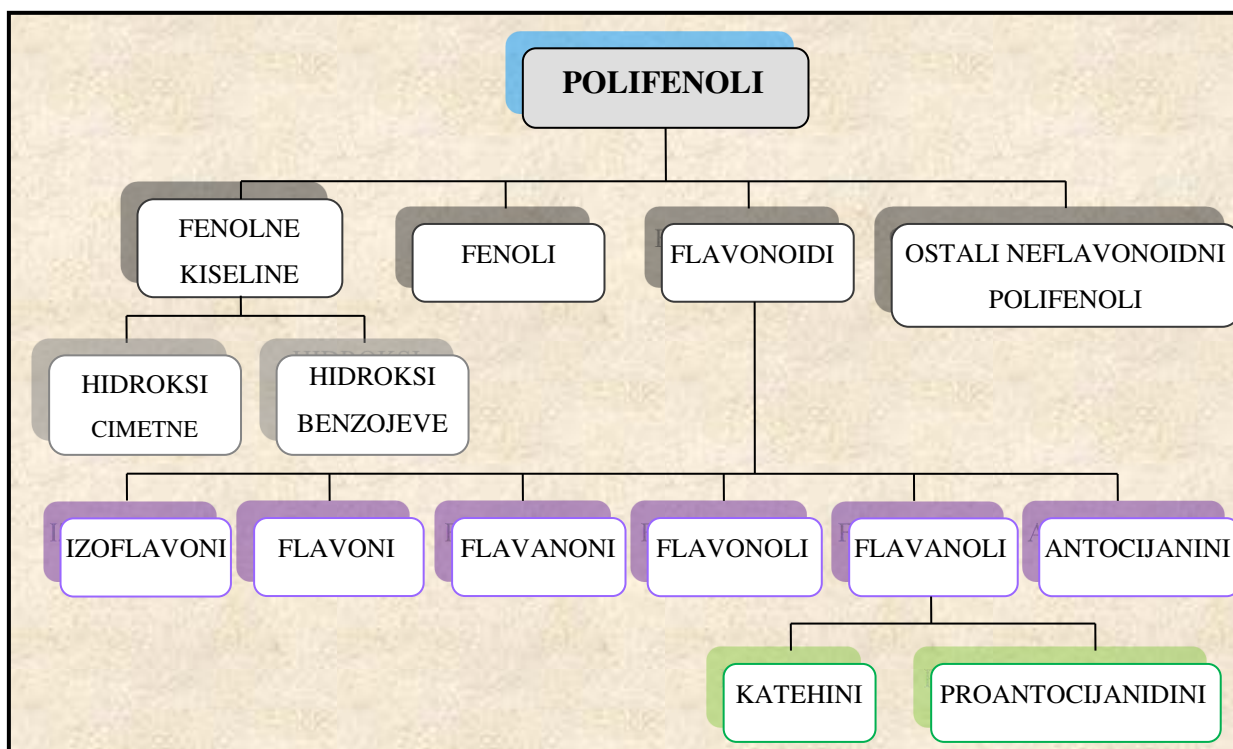 POLIFENOLI
FENOLNE
KISELINE
FENOLI
FLAVONOIDI
OSTALI NEFLAVONOIDNI
POLIFENOLI
HIDROKSI
CIMETNE
HIDROKSI
BENZOJEVE
IZOFLAVONI
FLAVONI
FLAVANONI
FLAVONOLI
FLAVANOLI
ANTOCIJANINI
KATEHINI
PROANTOCIJANIDINI